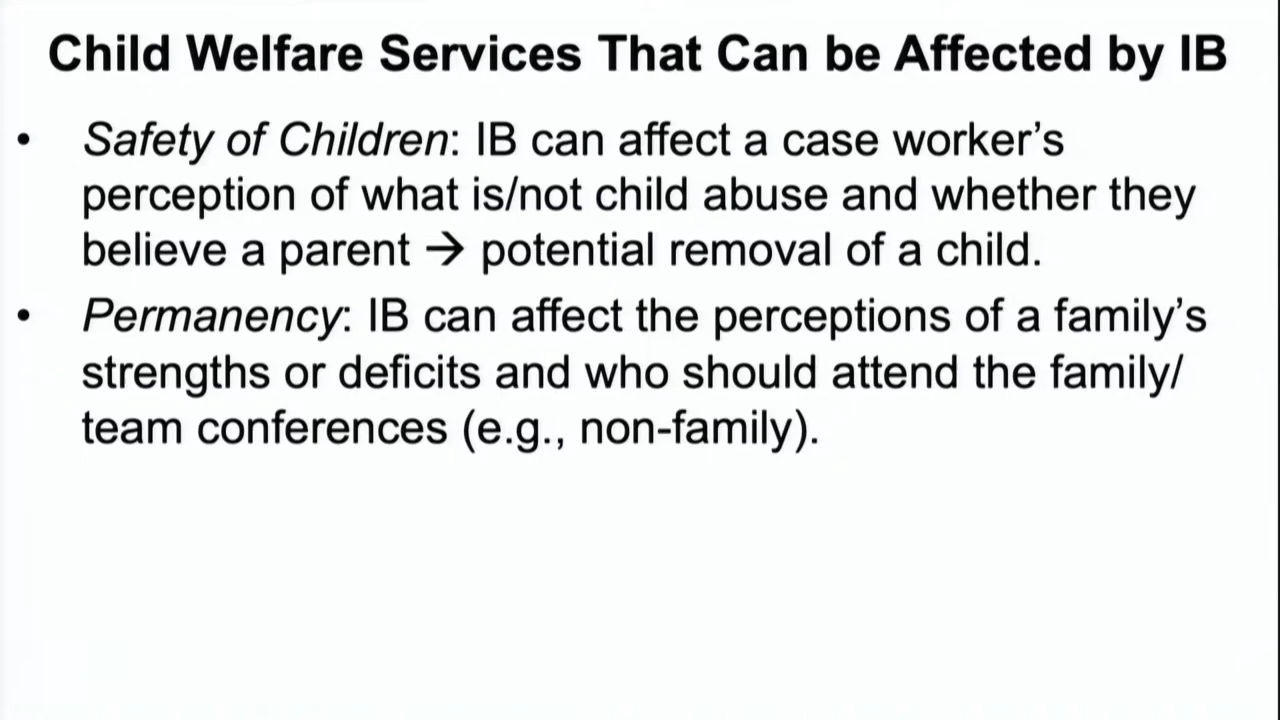 Child Welfare Services That Can be Affected by IB
• Safety of Children: IB can affect a case worker’s
perception of what is/not child abuse and whether they
believe a parent → potential removal of a child.
• Permanency: IB can affect the perceptions of a family’s
strengths or deficits and who should attend the family/
team conferences (e.g., non-family).